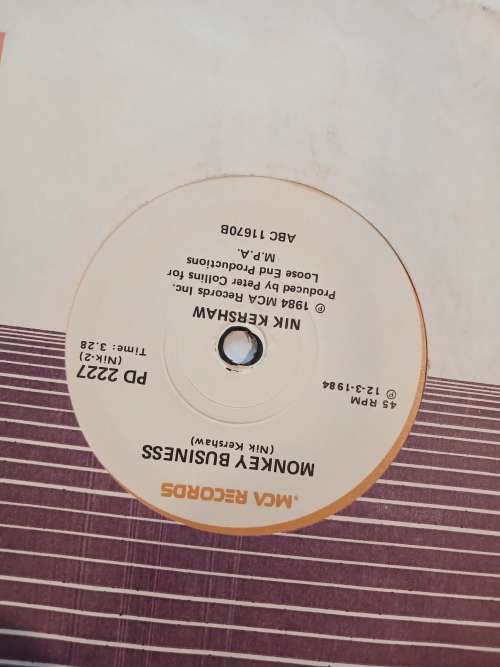 MCA RECORDS
MONKEY BUSINESS
(Nik Kershaw)
45 RPM
℗ 12-3-1984
PD 2227
(Nik-2)
Time: 3.28
NIK KERSHAW
℗ 1984 MCA Records Inc.
Produced by Peter Collins for
Loose End Productions
M.P.A.
ABC 11670B